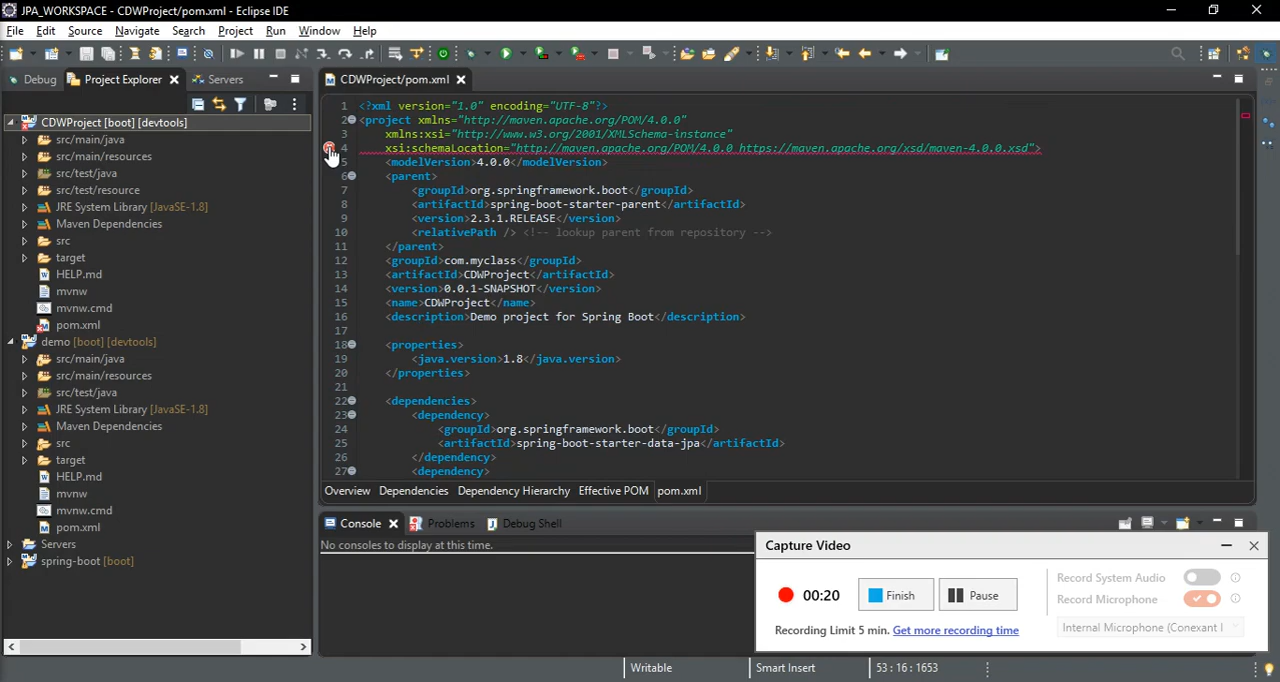 JPA_WORKSPACE - CDWProject/pom.xml - Eclipse IDE
File Edit Source Navigate Search Project Run Window Help
Debug Project Explorer Servers
CDWProject/pom.xml
CDWProject [boot] [devtools]
src/main/java
src/main/resources
src/test/java
src/test/resource
JRE System Library [JavaSE-1.8]
Maven Dependencies
src
target
HELP.md
mvnw
mvnw.cmd
pom.xml
demo [boot] [devtools]
src/main/java
src/main/resources
src/test/java
JRE System Library [JavaSE-1.8]
Maven Dependencies
src
target
HELP.md
mvnw
mvnw.cmd
pom.xml
Servers
spring-boot [boot]
1 <?xml version="1.0" encoding="UTF-8"?>
2 <project xmlns="http://maven.apache.org/POM/4.0.0"
3 xmlns:xsi="http://www.w3.org/2001/XMLSchema-instance"
4 xsi:schemaLocation="http://maven.apache.org/POM/4.0.0 https://maven.apache.org/xsd/maven-4.0.0.xsd">
5 <modelVersion>4.0.0</modelVersion>
6 <parent>
7 <groupId>org.springframework.boot</groupId>
8 <artifactId>spring-boot-starter-parent</artifactId>
9 <version>2.3.1.RELEASE</version>
10 <relativePath /> <!-- lookup parent from repository -->
11 </parent>
12 <groupId>com.myclass</groupId>
13 <artifactId>CDWProject</artifactId>
14 <version>0.0.1-SNAPSHOT</version>
15 <name>CDWProject</name>
16 <description>Demo project for Spring Boot</description>
17
18 <properties>
19 <java.version>1.8</java.version>
20 </properties>
21
22 <dependencies>
23 <dependency>
24 <groupId>org.springframework.boot</groupId>
25 <artifactId>spring-boot-starter-data-jpa</artifactId>
26 </dependency>
27 <dependency>
Overview Dependencies Dependency Hierarchy Effective POM pom.xml
Console Problems Debug Shell
No consoles to display at this time.
Capture Video
00:20 Finish Pause
Recording Limit 5 min. Get more recording time
Record System Audio
Record Microphone
Internal Microphone (Conexant I
Writable Smart Insert 53 : 16 : 1653